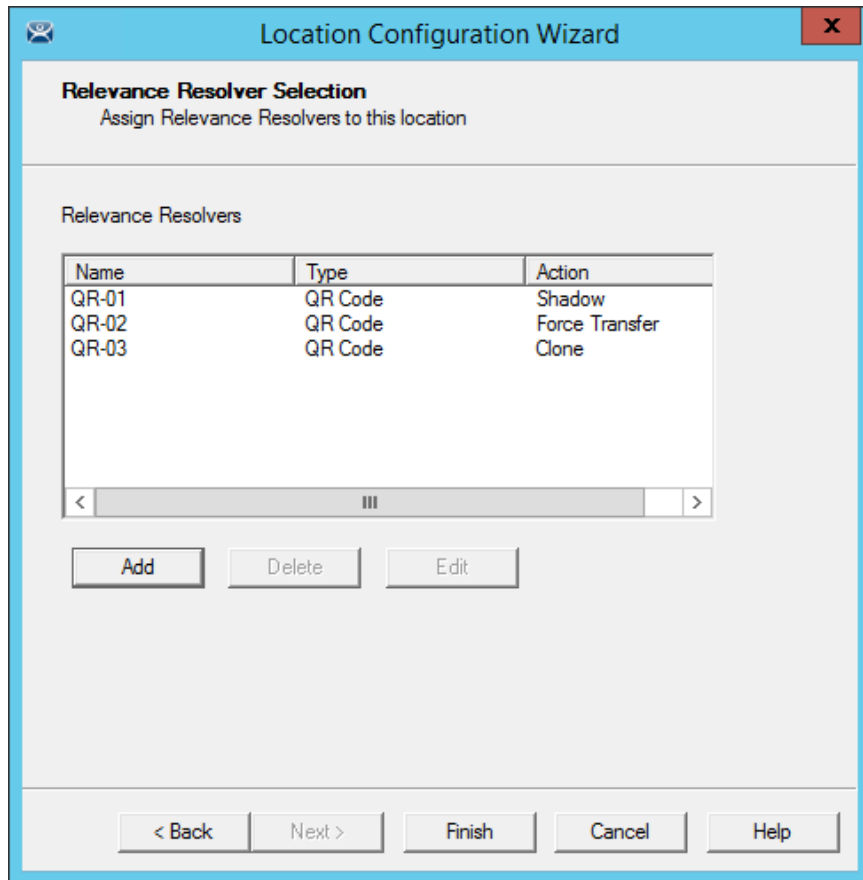 Location Configuration Wizard
x
Relevance Resolver Selection
Assign Relevance Resolvers to this location
Relevance Resolvers
Name Type Action
QR-01 QR Code Shadow
QR-02 QR Code Force Transfer
QR-03 QR Code Clone
Add Delete Edit
< Back Next > Finish Cancel Help